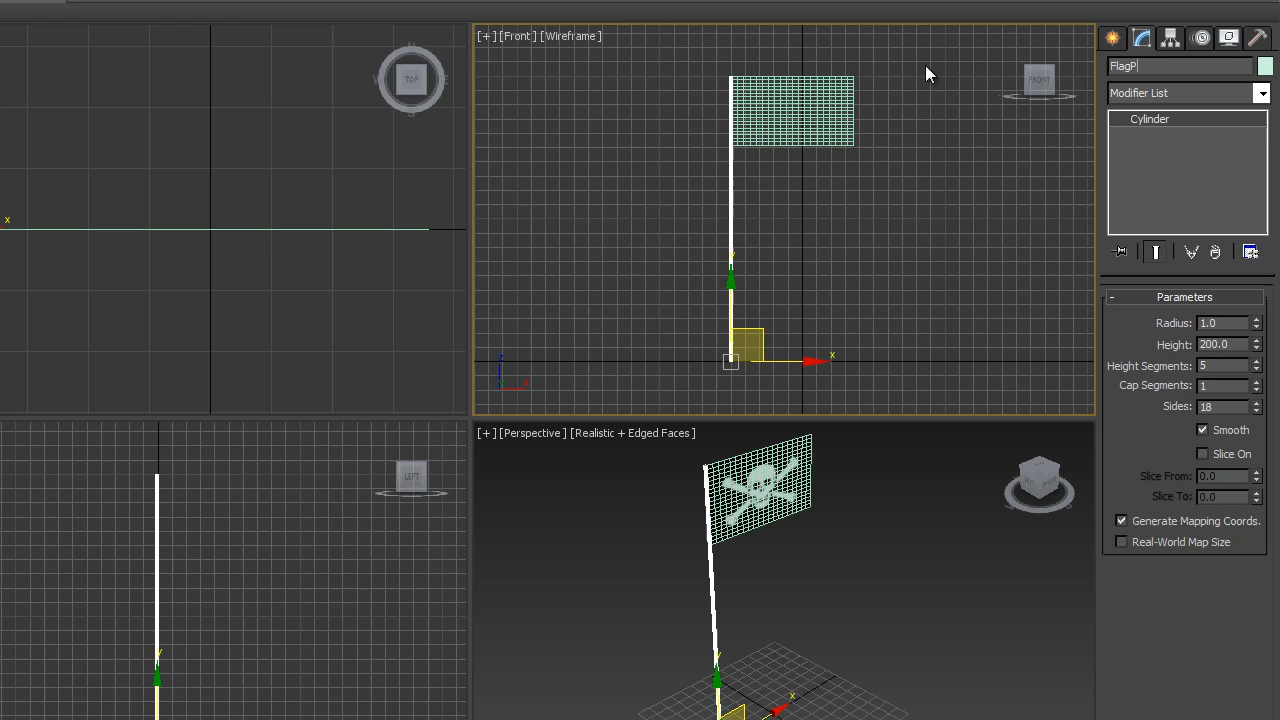 [+] [Front] [Wireframe]
TOP
FRONT
FlagP
Modifier List
Cylinder
x
y
x
z
Parameters
Radius: 1.0
Height: 200.0
Height Segments: 5
Cap Segments: 1
Sides: 18
Smooth
Slice On
Slice From: 0.0
Slice To: 0.0
Generate Mapping Coords.
Real-World Map Size
[+] [Perspective] [Realistic + Edged Faces]
LEFT
y
y
x